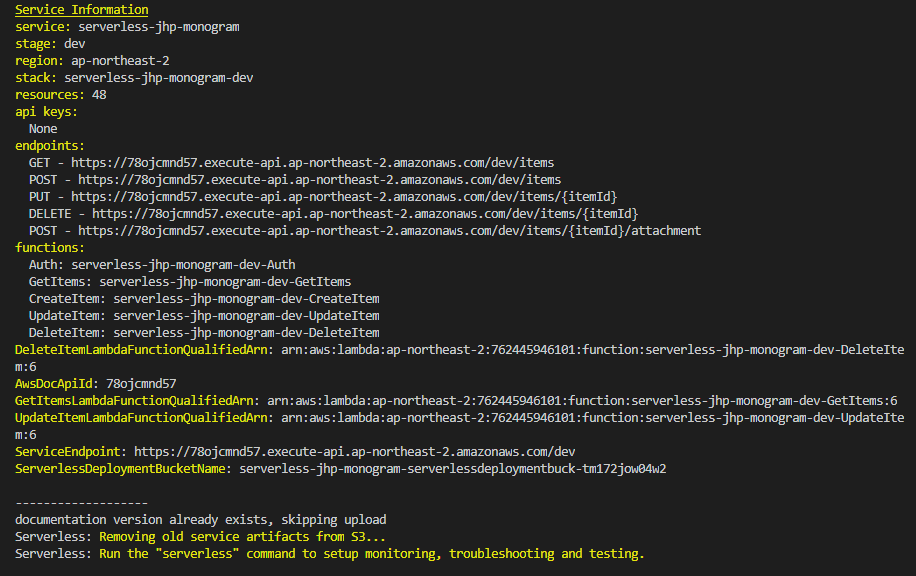 Service Information
service: serverless-jhp-monogram
stage: dev
region: ap-northeast-2
stack: serverless-jhp-monogram-dev
resources: 48
api keys:
  None
endpoints:
  GET - https://78ojcmnd57.execute-api.ap-northeast-2.amazonaws.com/dev/items
  POST - https://78ojcmnd57.execute-api.ap-northeast-2.amazonaws.com/dev/items
  PUT - https://78ojcmnd57.execute-api.ap-northeast-2.amazonaws.com/dev/items/{itemId}
  DELETE - https://78ojcmnd57.execute-api.ap-northeast-2.amazonaws.com/dev/items/{itemId}
  POST - https://78ojcmnd57.execute-api.ap-northeast-2.amazonaws.com/dev/items/{itemId}/attachment
functions:
  Auth: serverless-jhp-monogram-dev-Auth
  GetItems: serverless-jhp-monogram-dev-GetItems
  CreateItem: serverless-jhp-monogram-dev-CreateItem
  UpdateItem: serverless-jhp-monogram-dev-UpdateItem
  DeleteItem: serverless-jhp-monogram-dev-DeleteItem
DeleteItemLambdaFunctionQualifiedArn: arn:aws:lambda:ap-northeast-2:762445946101:function:serverless-jhp-monogram-dev-DeleteIte
m:6
AwsDocApiId: 78ojcmnd57
GetItemsLambdaFunctionQualifiedArn: arn:aws:lambda:ap-northeast-2:762445946101:function:serverless-jhp-monogram-dev-GetItems:6
UpdateItemLambdaFunctionQualifiedArn: arn:aws:lambda:ap-northeast-2:762445946101:function:serverless-jhp-monogram-dev-UpdateIte
m:6
ServiceEndpoint: https://78ojcmnd57.execute-api.ap-northeast-2.amazonaws.com/dev
ServerlessDeploymentBucketName: serverless-jhp-monogram-serverlessdeploymentbuck-tm172jow04w2
-------------------
documentation version already exists, skipping upload
Serverless: Removing old service artifacts from S3...
Serverless: Run the "serverless" command to setup monitoring, troubleshooting and testing.